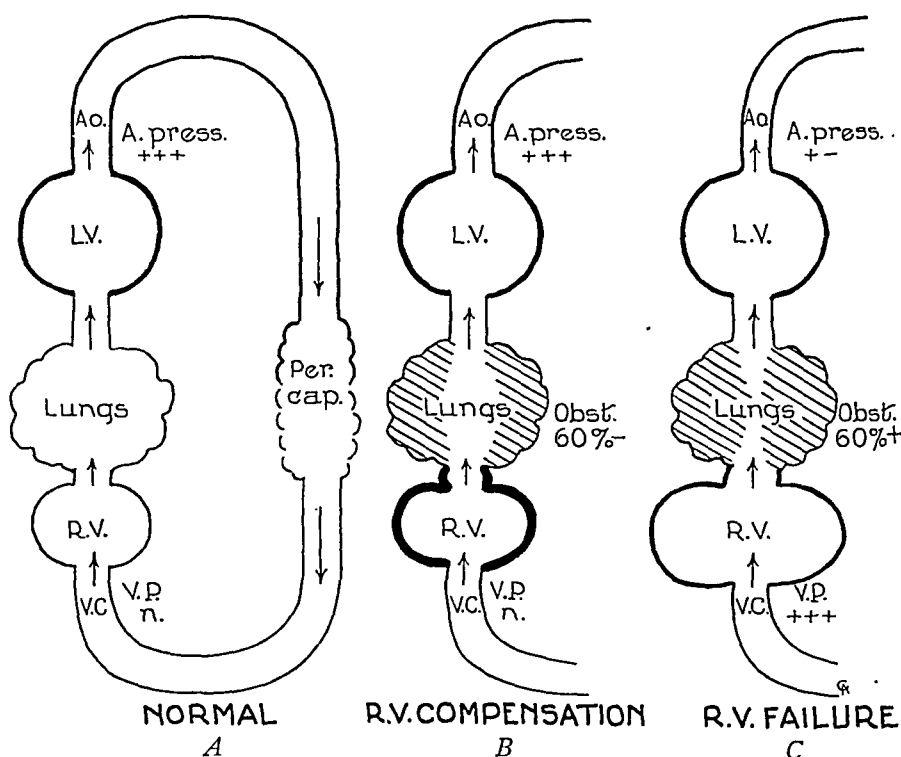 Ao.
A. press.
+++
L.V.
Lungs
R.V.
V.C.
V.P.
n.
Per.
cap.
NORMAL
A
Ao.
A. press.
+++
L.V.
Lungs
Obst.
60%-
R.V.
V.C.
V.P.
n.
R.V. COMPENSATION
B
Ao.
A. press.
+-
L.V.
Lungs
Obst.
60%+
R.V.
V.C.
V.P.
+++
R.V. FAILURE
C